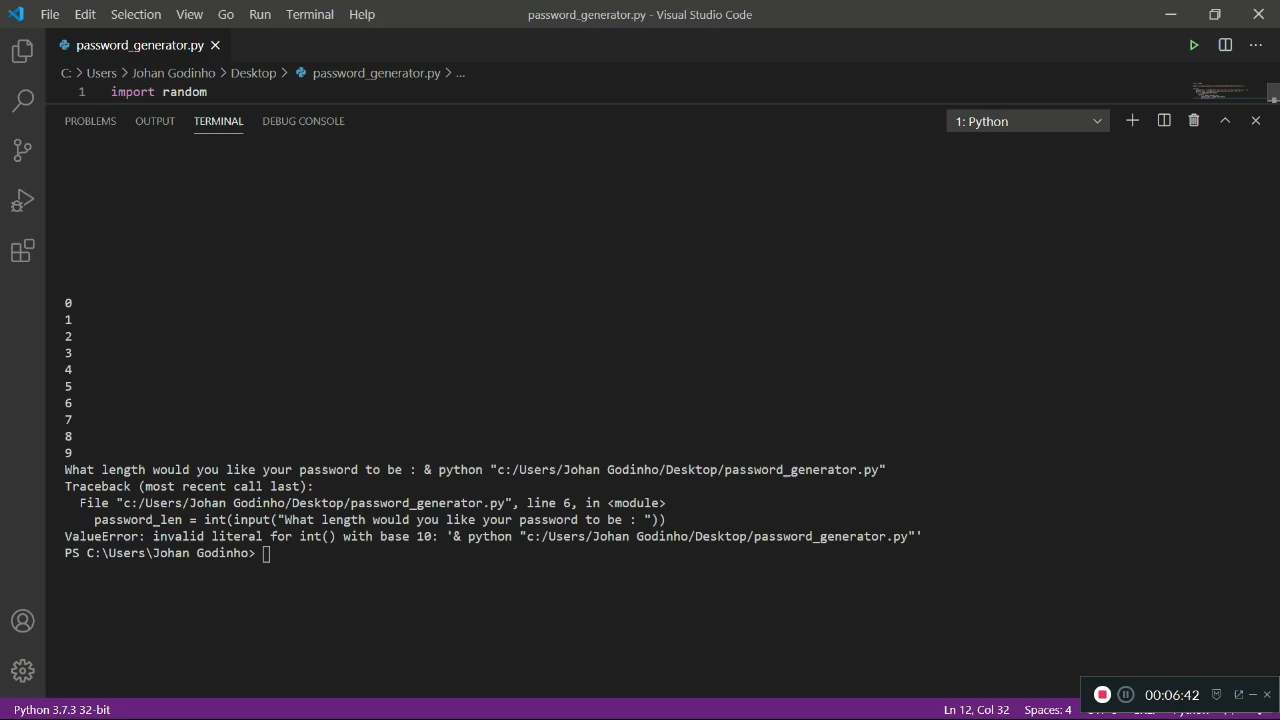 File Edit Selection View Go Run Terminal Help password_generator.py - Visual Studio Code
password_generator.py
C: > Users > Johan Godinho > Desktop > password_generator.py > ...
1 import random
PROBLEMS OUTPUT TERMINAL DEBUG CONSOLE 1: Python
0
1
2
3
4
5
6
7
8
9
What length would you like your password to be : & python "c:/Users/Johan Godinho/Desktop/password_generator.py"
Traceback (most recent call last):
File "c:/Users/Johan Godinho/Desktop/password_generator.py", line 6, in <module>
password_len = int(input("What length would you like your password to be : "))
ValueError: invalid literal for int() with base 10: '& python "c:/Users/Johan Godinho/Desktop/password_generator.py"'
PS C:\Users\Johan Godinho>
00:06:42
Python 3.7.3 32-bit Ln 12, Col 32 Spaces: 4